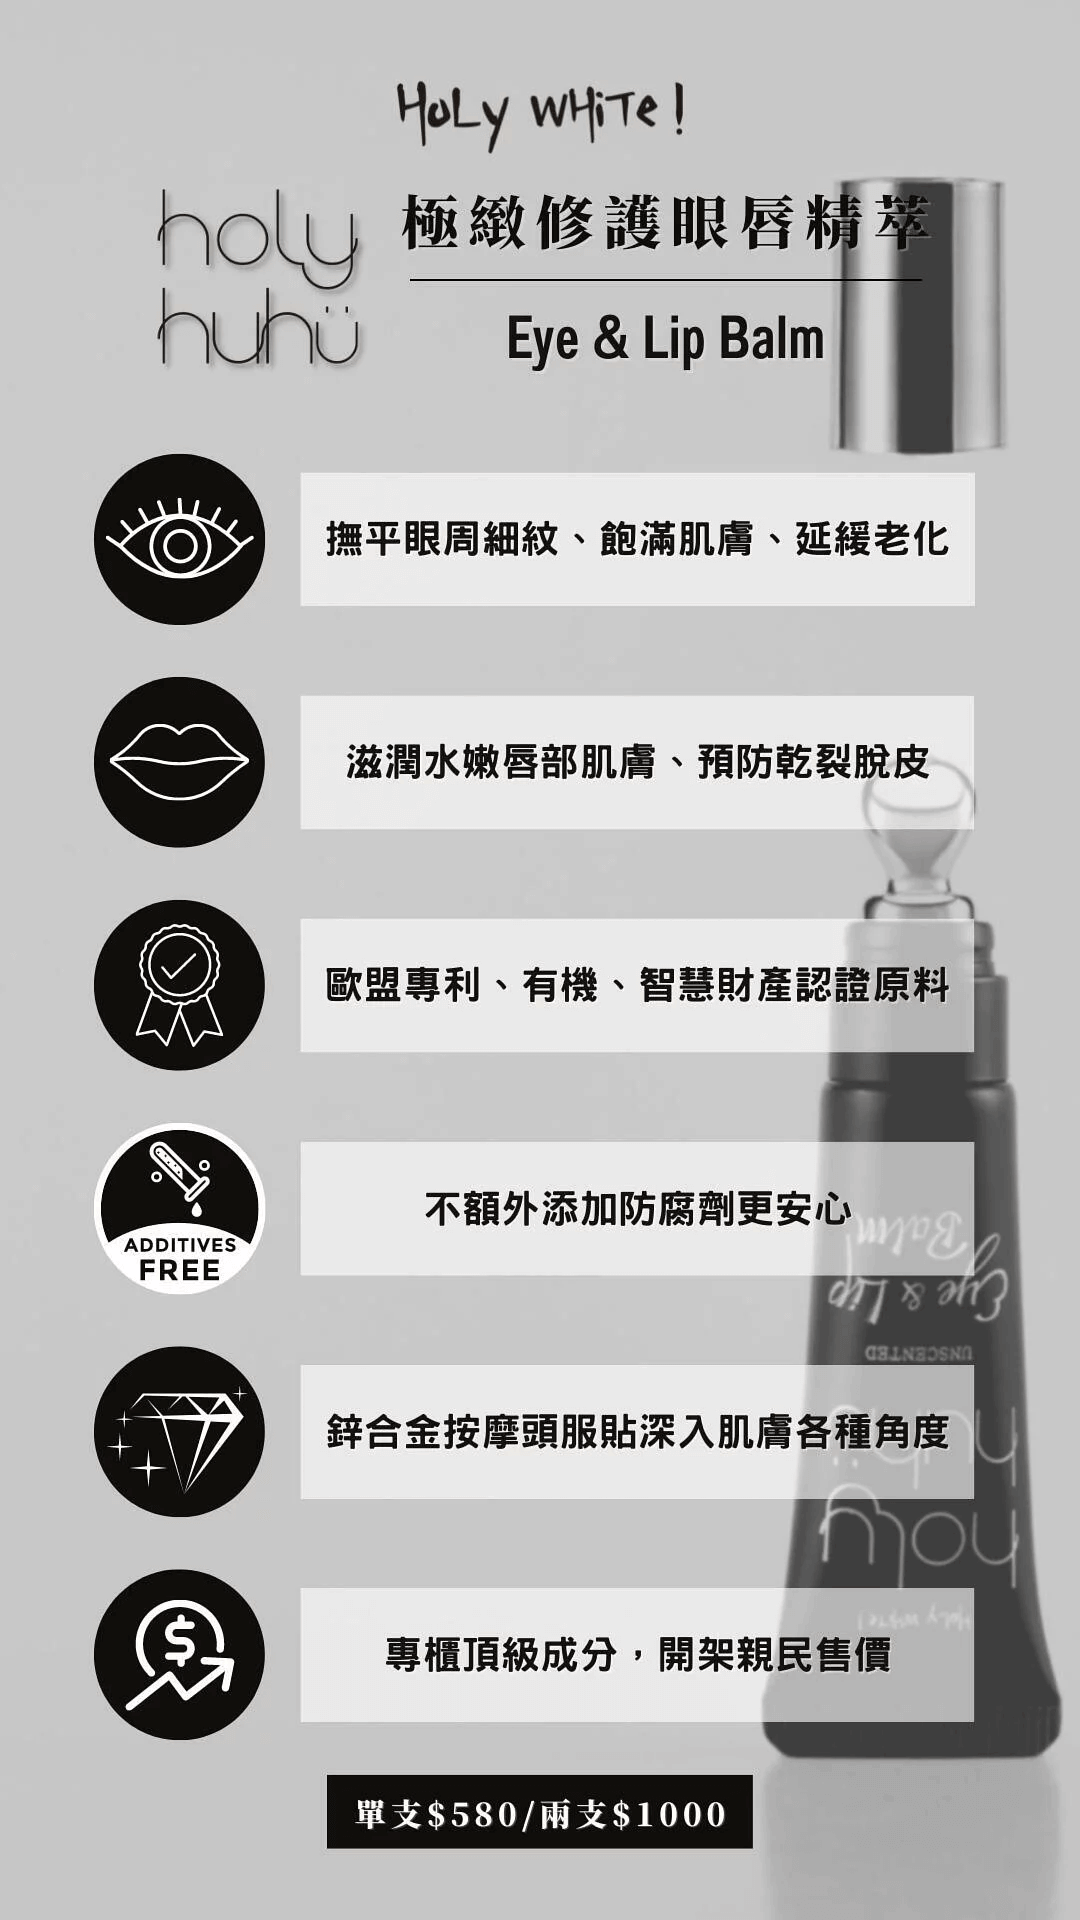 HOLY WHITE!
holy
huhü
極緻修護眼唇精萃
Eye & Lip Balm
撫平眼周細紋、飽滿肌膚、延緩老化
滋潤水嫩唇部肌膚、預防乾裂脫皮
歐盟專利、有機、智慧財產認證原料
不額外添加防腐劑更安心
ADDITIVES
FREE
Eye & Lip
Balm
UNSCENTED
鋅合金按摩頭服貼深入肌膚各種角度
huhü
holy
Holy White!
專櫃頂級成分，開架親民售價
單支$580/兩支$1000